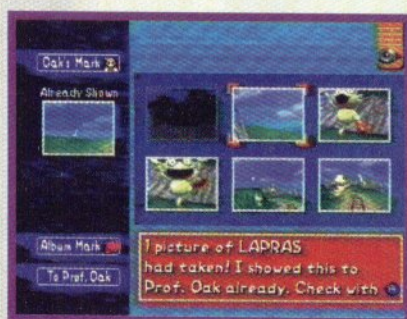 Oak's Mark
Already Shown
Album Mark
To Prof. Oak
1 picture of LAPRAS
had taken! I showed this to
Prof. Oak already. Check with